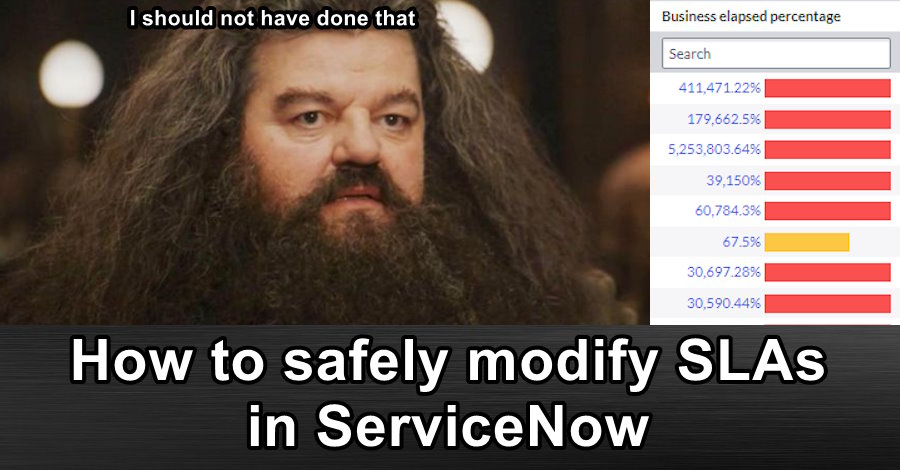 I should not have done that
Business elapsed percentage
Search
411,471.22%
179,662.5%
5,253,803.64%
39,150%
60,784.3%
67.5%
30,697.28%
30,590.44%
How to safely modify SLAs
in ServiceNow